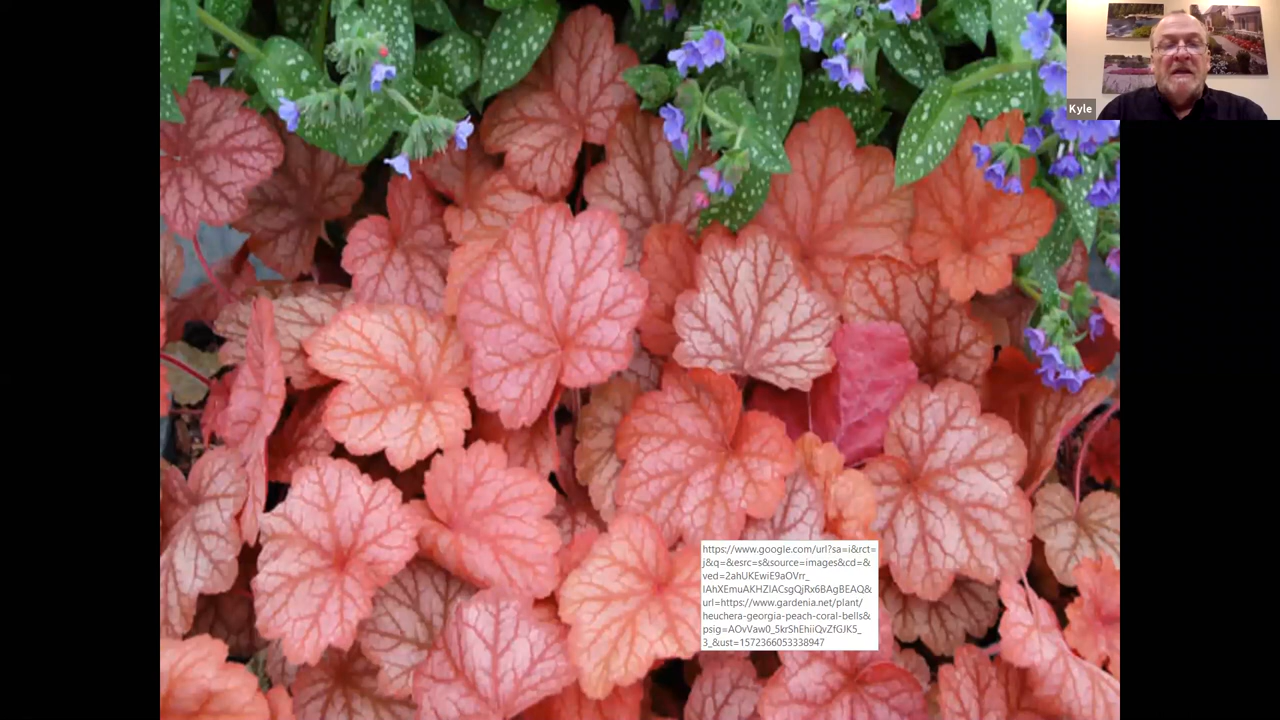 Kyle
https://www.google.com/url?sa=i&rct=
j&q=&esrc=s&source=images&cd=&
ved=2ahUKEwiE9aOVrr_
lAhXEmuAKHZIACsgQjRx6BAgBEAQ&
url=https://www.gardenia.net/plant/
heuchera-georgia-peach-coral-bells&
psig=AOvVaw0_5krShEhiiQvZfGJK5_
3_&ust=1572366053338947